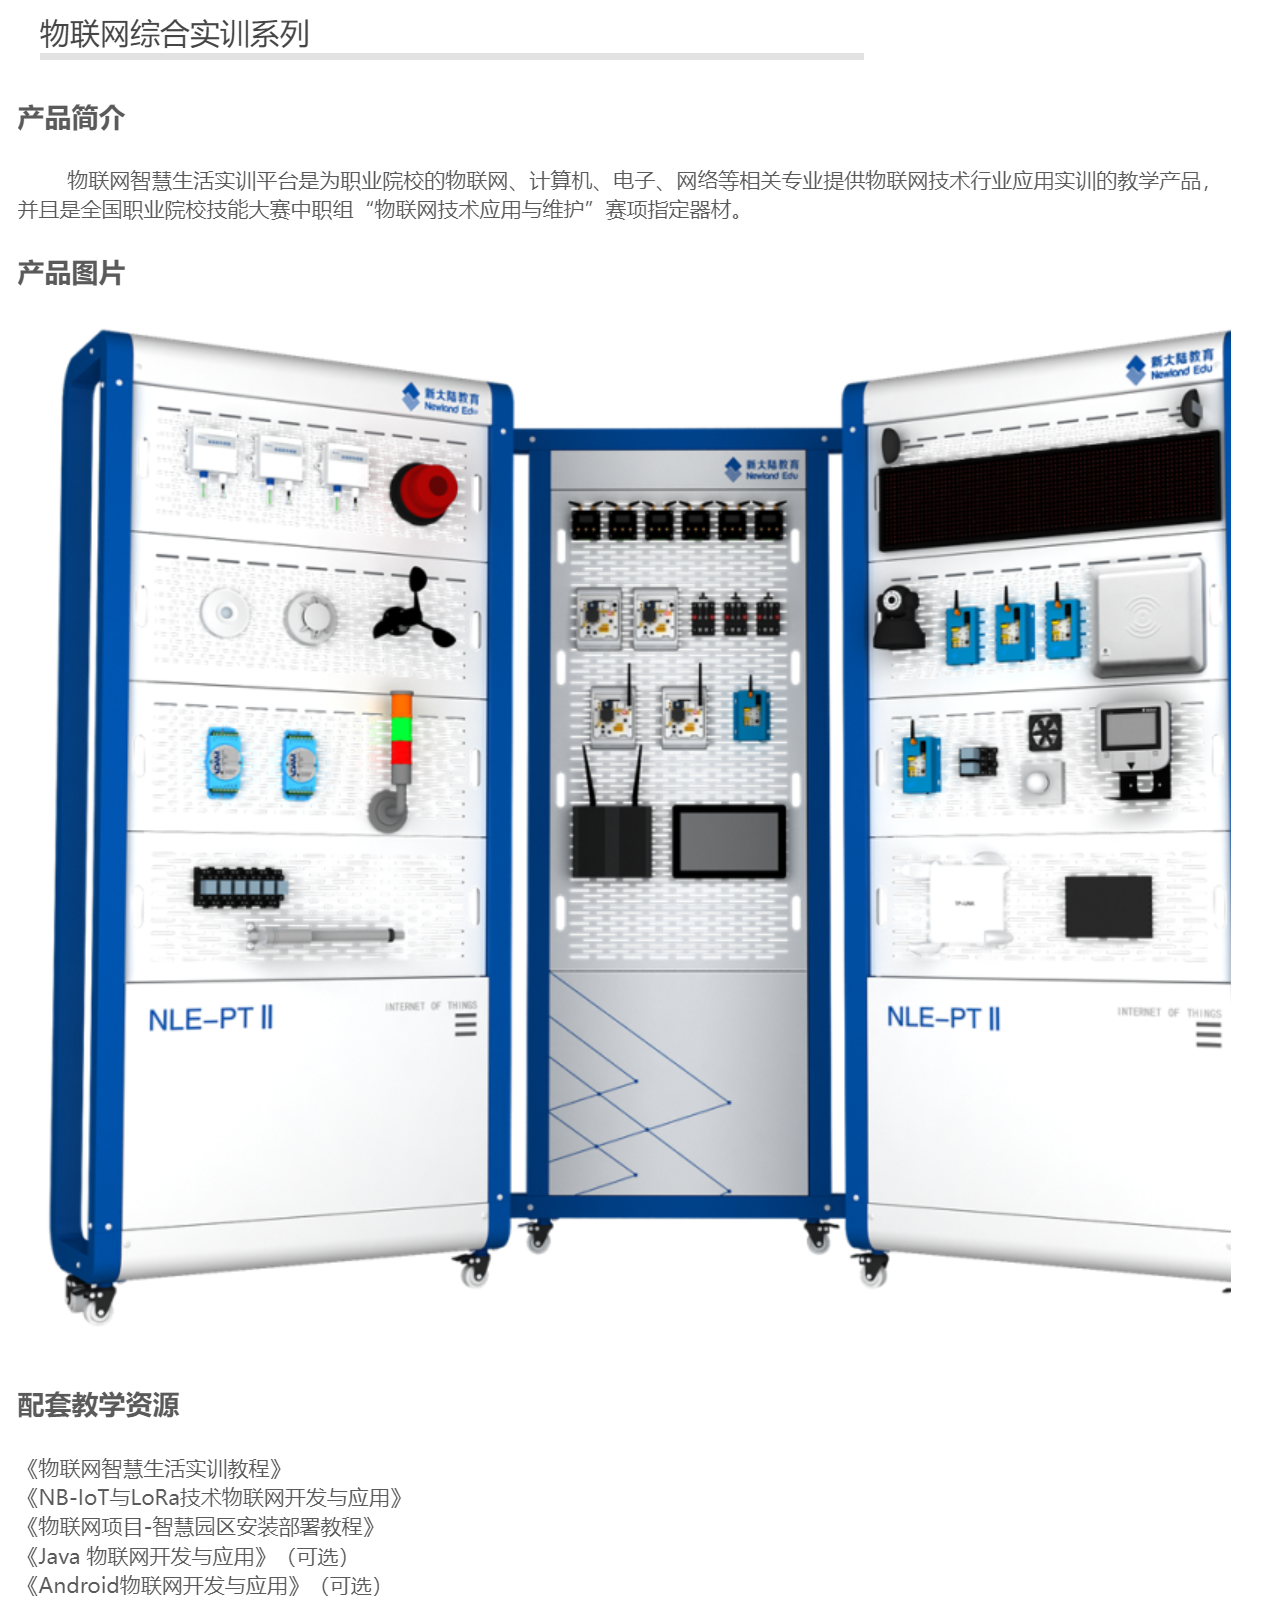 物联网综合实训系列
产品简介
物联网智慧生活实训平台是为职业院校的物联网、计算机、电子、网络等相关专业提供物联网技术行业应用实训的教学产品，
并且是全国职业院校技能大赛中职组“物联网技术应用与维护”赛项指定器材。
产品图片
新大陆教育
Newland Edu
新大陆教育
Newland Edu
新大陆教育
Newland Edu
TP-LINK
NLE-PT II
INTERNET OF THINGS
NLE-PT II
INTERNET OF THINGS
配套教学资源
《物联网智慧生活实训教程》
《NB-IoT与LoRa技术物联网开发与应用》
《物联网项目-智慧园区安装部署教程》
《Java 物联网开发与应用》（可选）
《Android物联网开发与应用》（可选）